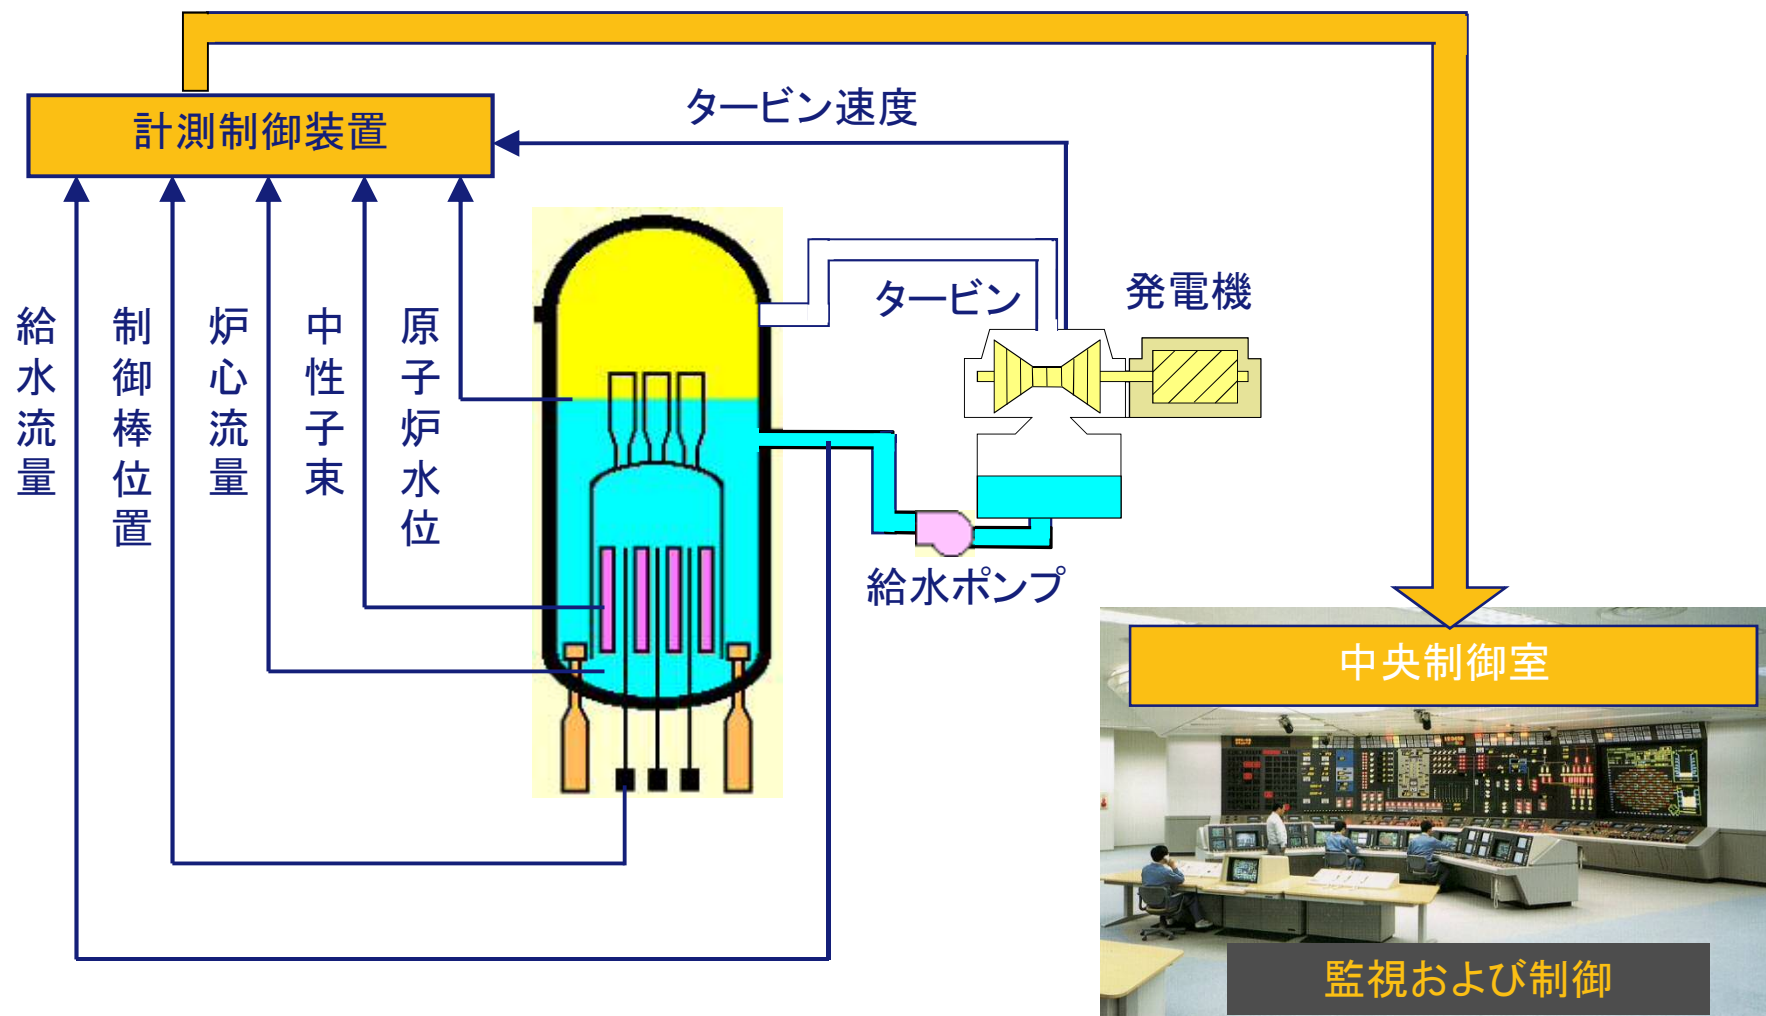 計測制御装置
タービン速度
タービン
発電機
給水流量
制御棒位置
炉心流量
中性子束
原子炉水位
給水ポンプ
中央制御室
監視および制御